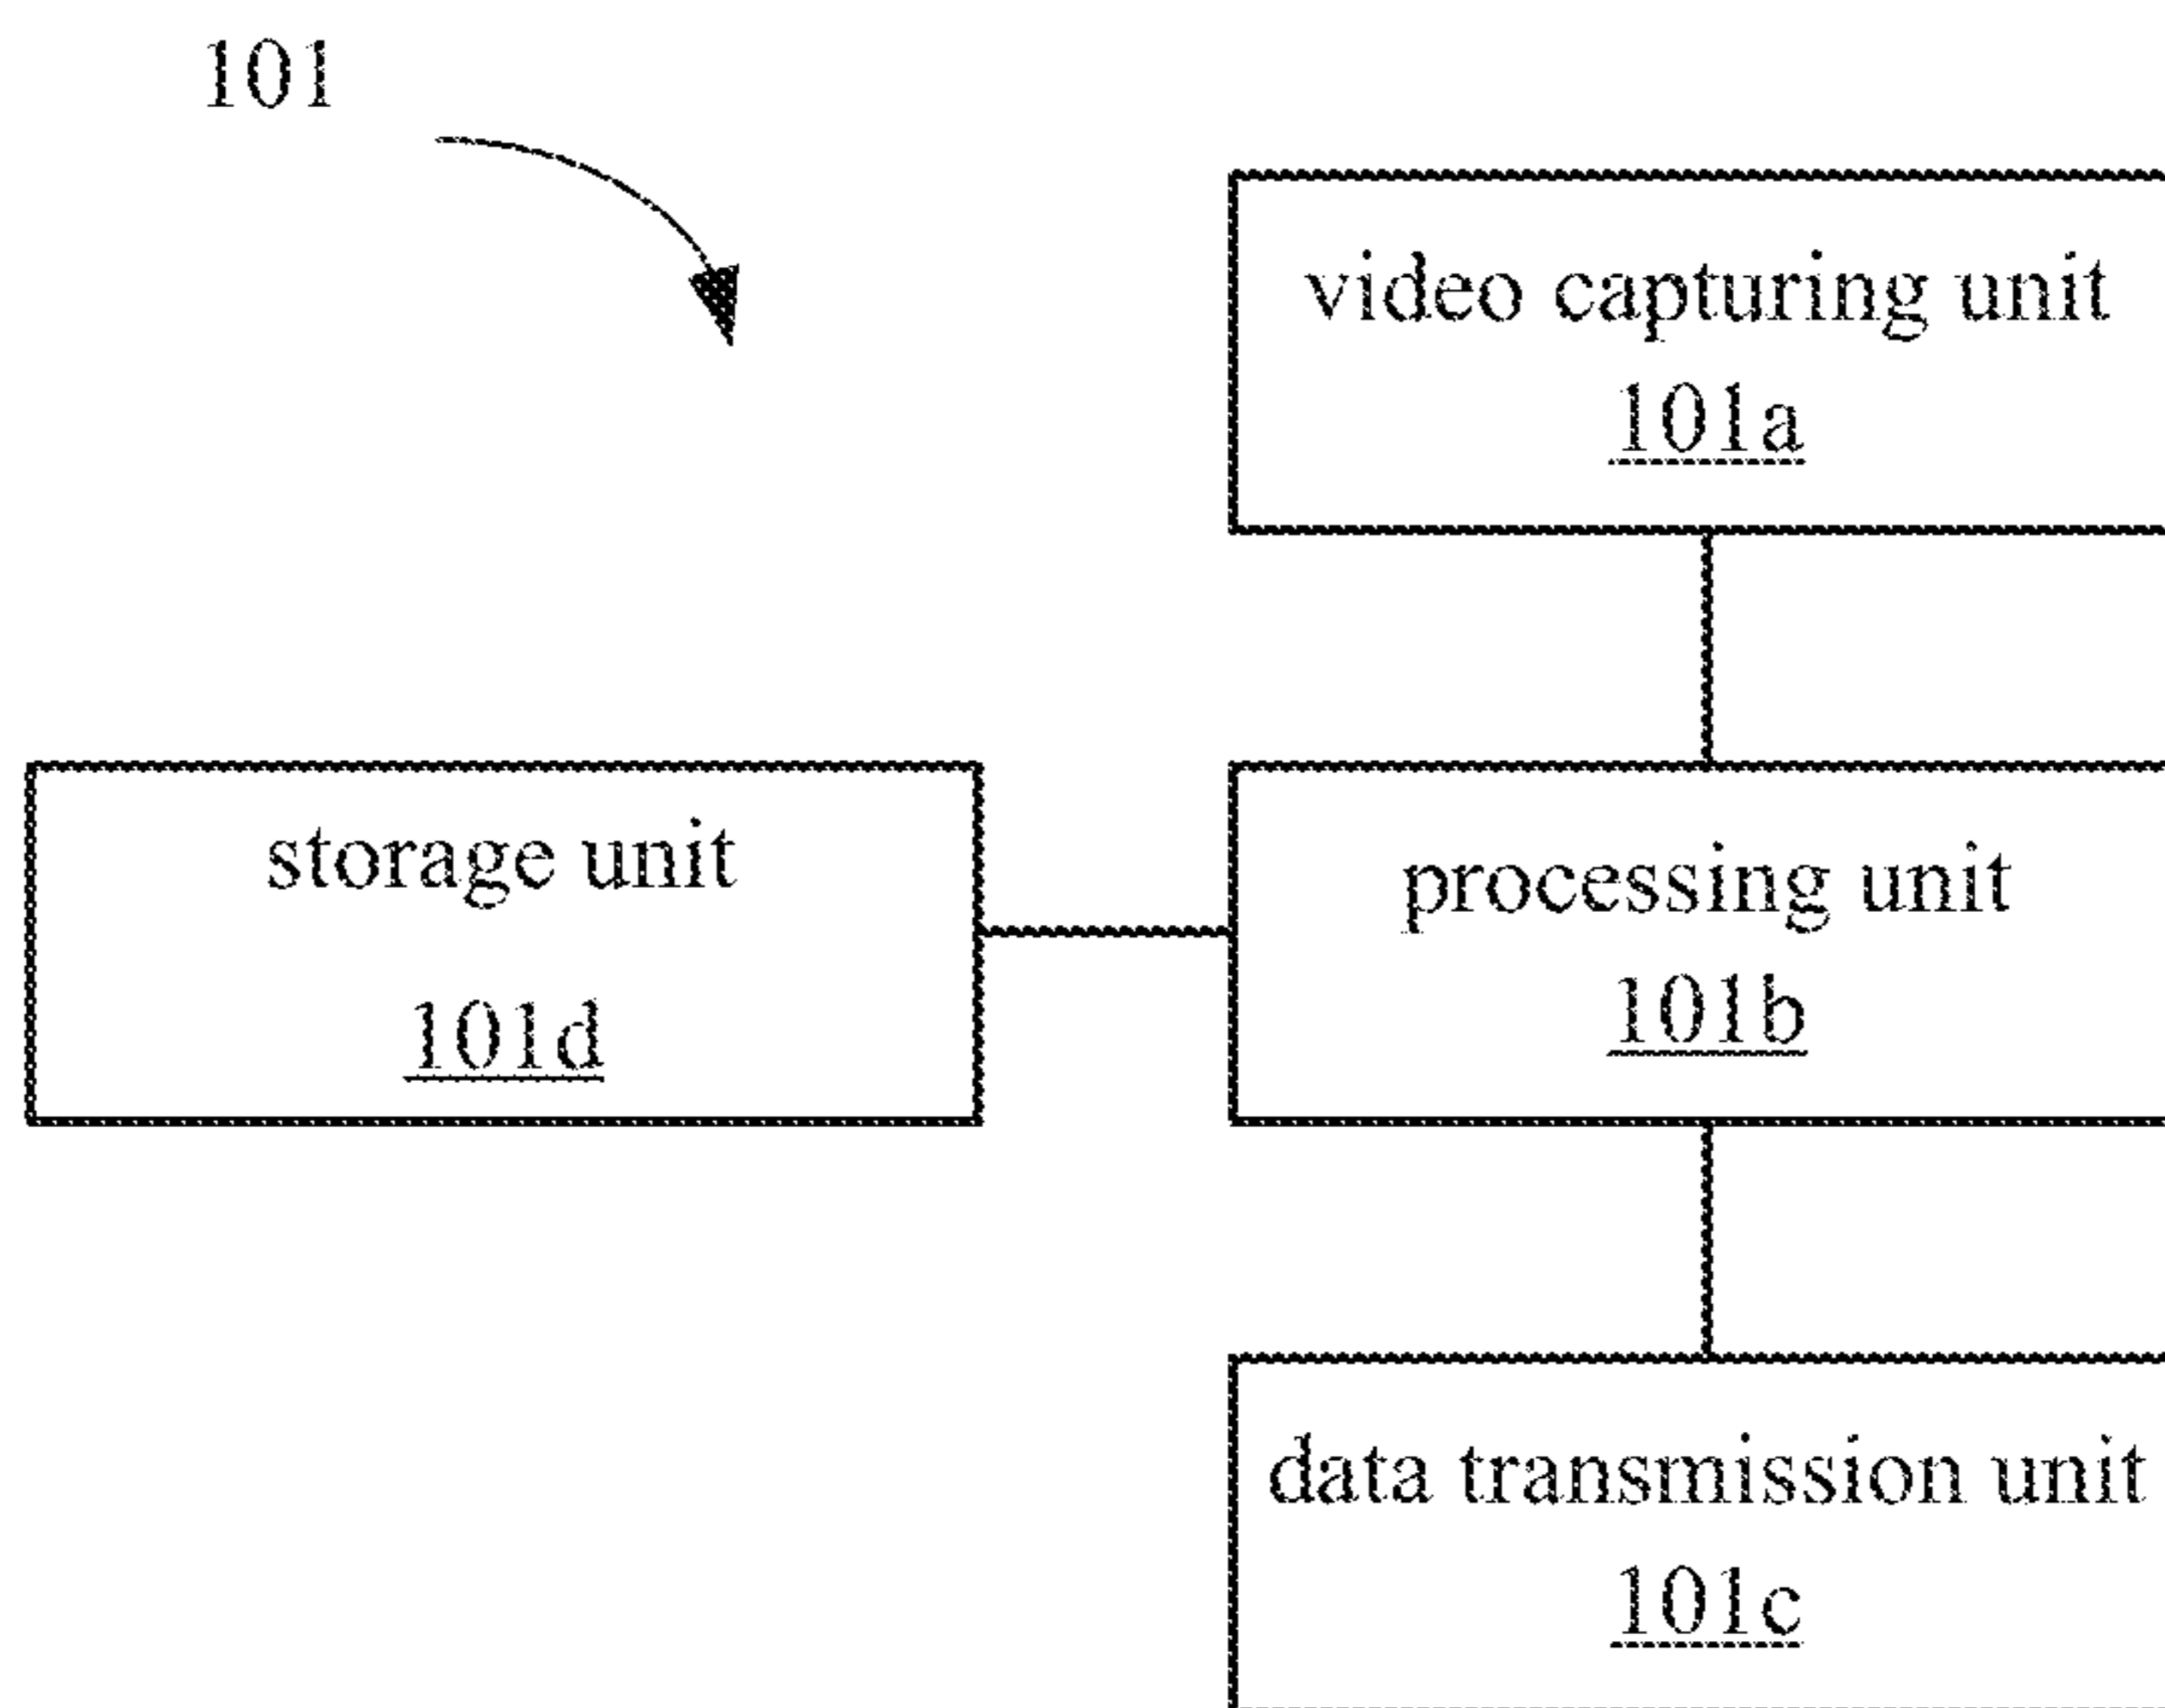 101
video capturing unit
101a
storage unit
101d
processing unit
101b
data transmission unit
101c